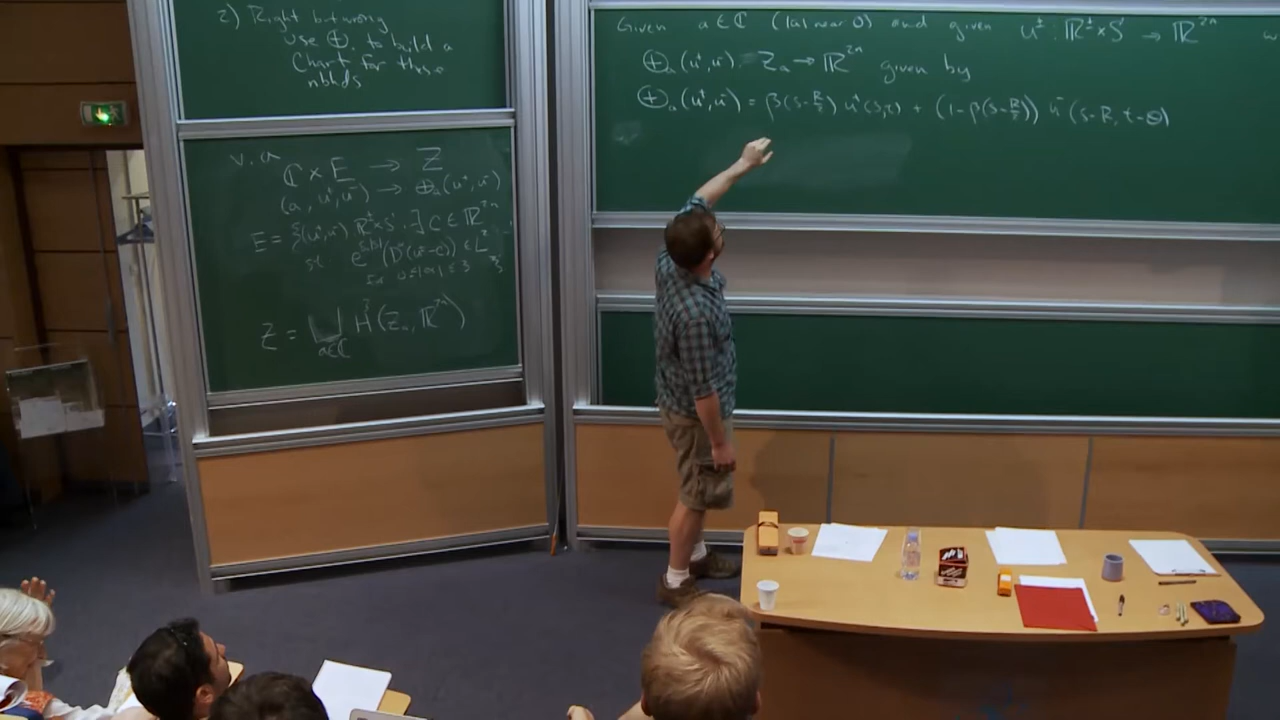 2) Right but wrong
use ⊕. to build a
Chart for these
nbhds
v. a
ℂ × E → Z
(a, u⁺, u⁻) → ⊕ₐ(u⁺, u⁻)
E = {(u⁺, u⁻) ℝ^± × S¹, ∃ c ∈ ℝ²ⁿ
st. (D^α(u^± - c)) ∈ L²
for 0 ≤ |α| ≤ 3
Z = ⨆_{a∈ℂ} H³(Zₐ, ℝ²ⁿ)
Given a ∈ ℂ (|a| near 0) and given u^± : ℝ^± × S¹ → ℝ²ⁿ
⊕ₐ(u⁺, u⁻) : Zₐ → ℝ²ⁿ given by
⊕ₐ(u⁺, u⁻) = β(s - R/2) u⁺(s, t) + (1 - β(s - R/2)) u⁻(s - R, t - Θ)